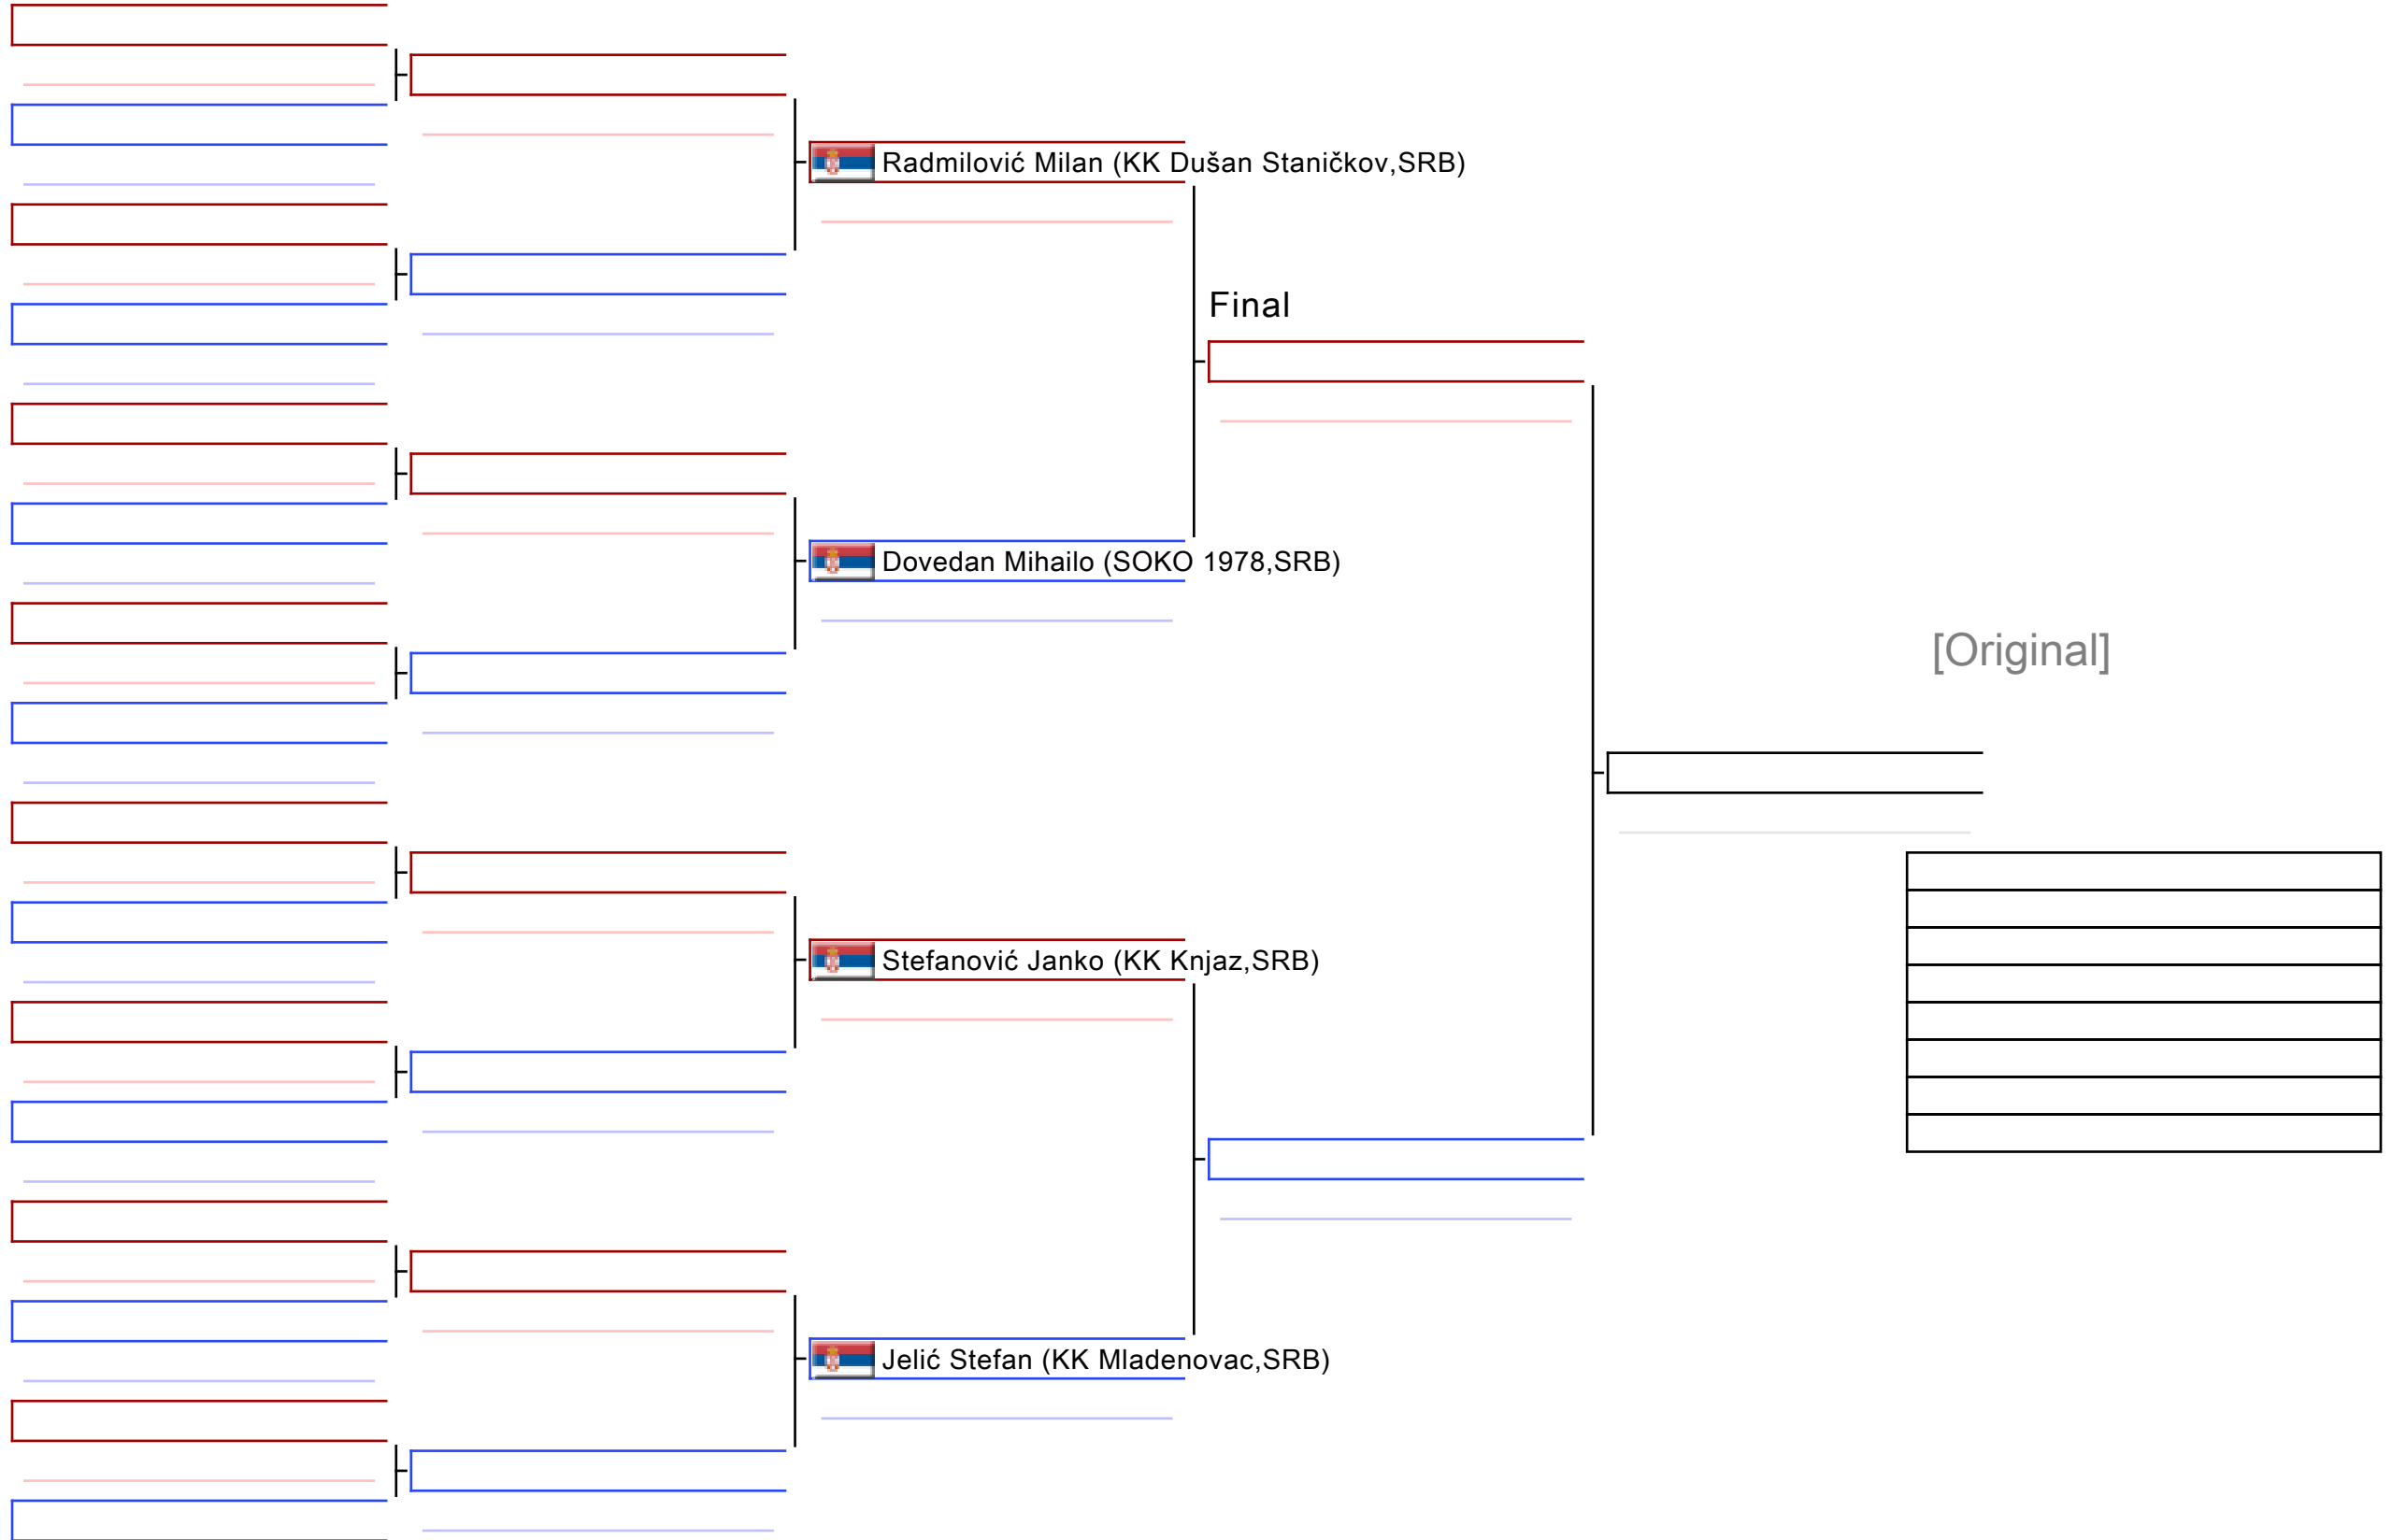 Radmilović Milan (KK Dušan Staničkov,SRB)
Final
Dovedan Mihailo (SOKO 1978,SRB)
[Original]
Stefanović Janko (KK Knjaz,SRB)
Jelić Stefan (KK Mladenovac,SRB)